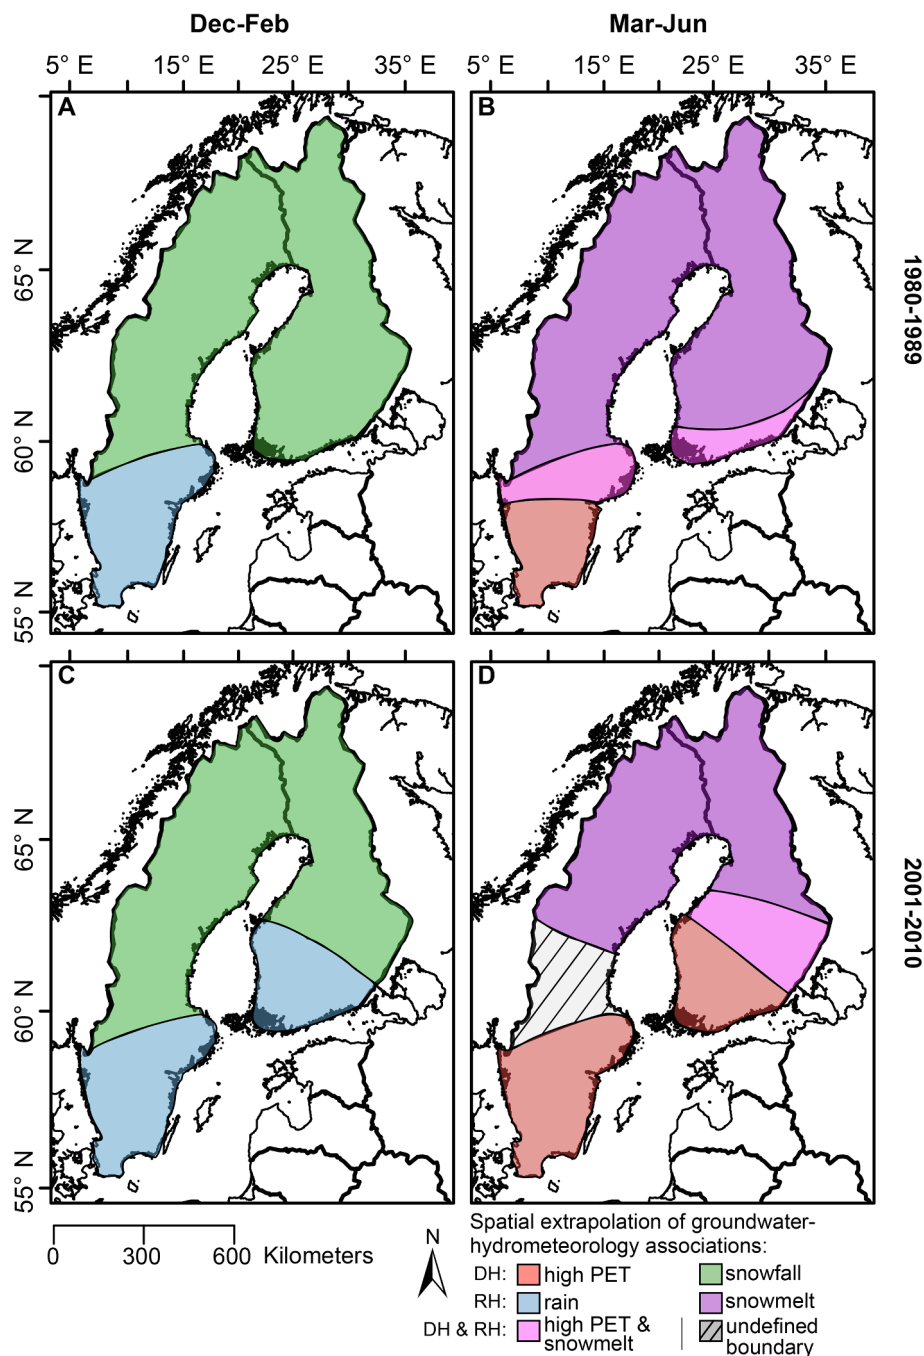 Dec-Feb Mar-Jun
5° E 15° E 25° E 35° E 5° E 15° E 25° E 35° E
A B
65° N
60° N
55° N
1980-1989
C D
65° N
60° N
55° N
2001-2010
0 300 600 Kilometers
N
Spatial extrapolation of groundwater-
hydrometeorology associations:
DH: high PET snowfall
RH: rain snowmelt
DH & RH: high PET &
snowmelt
undefined
boundary